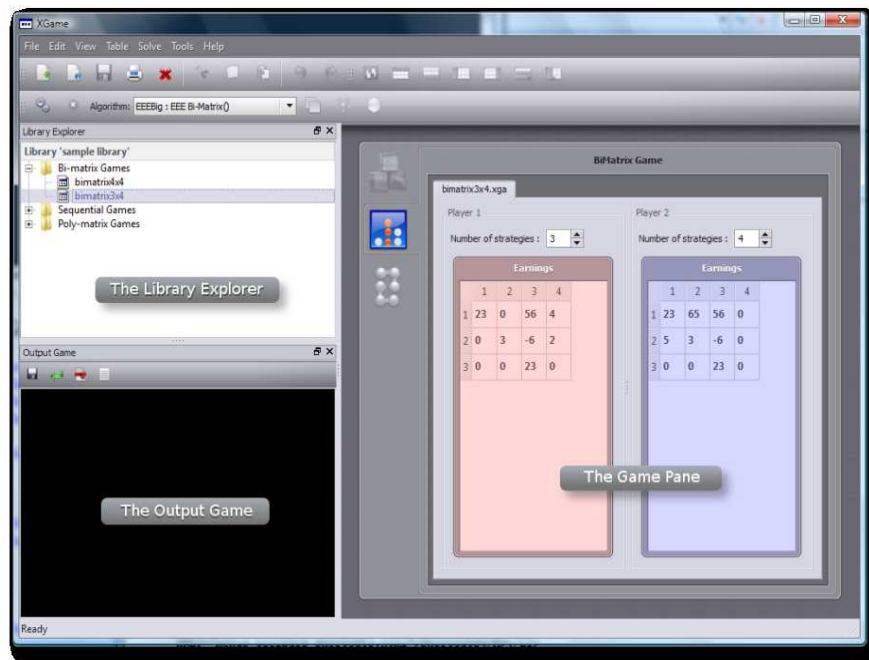 XGame
File Edit View Table Solve Tools Help
Algorithm: EEEBig : EEE Bi-Matrix()
Library Explorer
Library 'sample library'
Bi-matrix Games
bimatrix4x4
bimatrix3x4
Sequential Games
Poly-matrix Games
The Library Explorer
Output Game
The Output Game
BiMatrix Game
bimatrix3x4.xga
Player 1
Number of strategies : 3
Earnings
1 2 3 4
1 23 0 56 4
2 0 3 -6 2
3 0 0 23 0
Player 2
Number of strategies : 4
Earnings
1 2 3 4
1 23 65 56 0
2 5 3 -6 0
3 0 0 23 0
The Game Pane
Ready